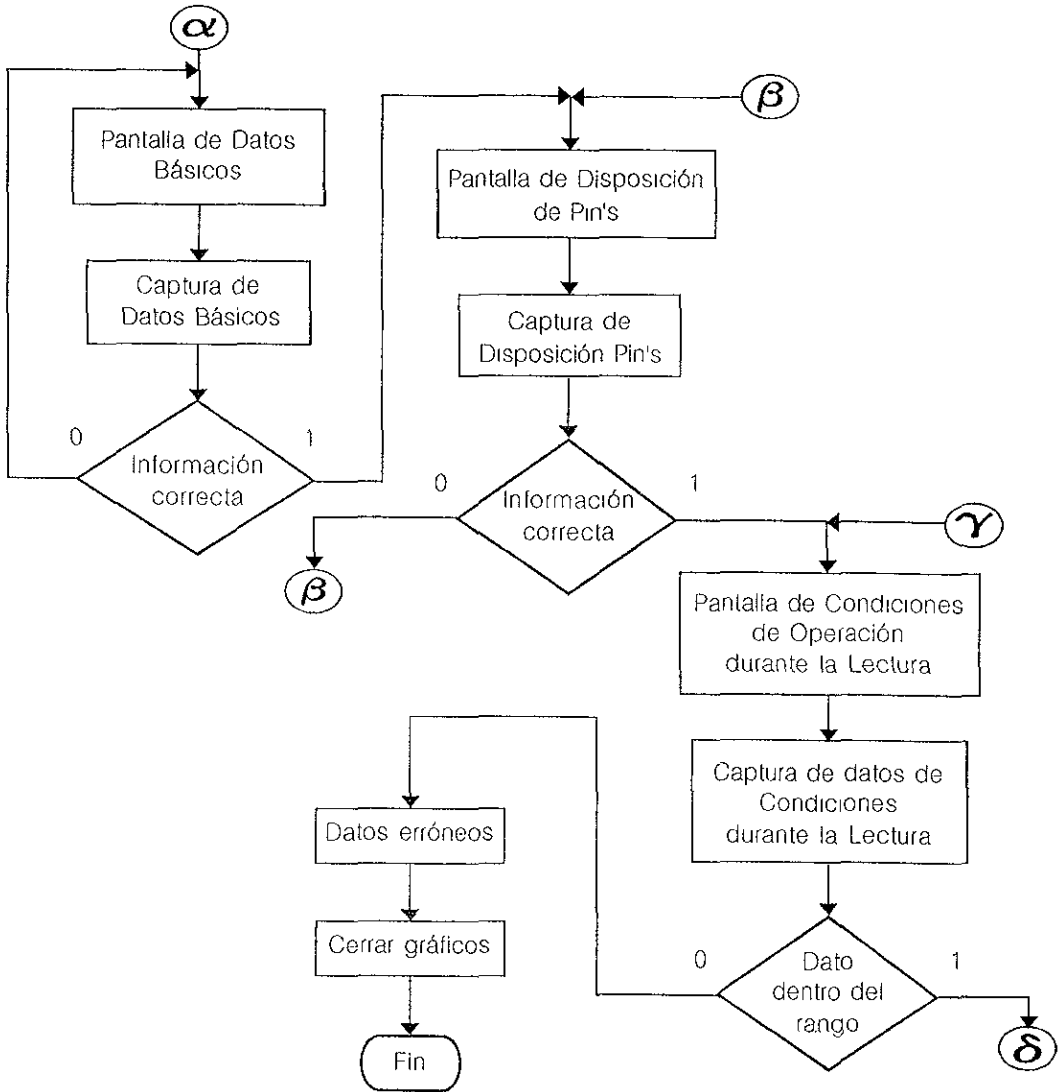 α
Pantalla de Datos
Básicos
Captura de
Datos Básicos
0
1
Información
correcta
β
Pantalla de Disposición
de Pin's
Captura de
Disposición Pin's
0
1
Información
correcta
β
γ
Pantalla de Condiciones
de Operación
durante la Lectura
Captura de datos de
Condiciones
durante la Lectura
0
1
Dato
dentro del
rango
δ
Datos erróneos
Cerrar gráficos
Fin